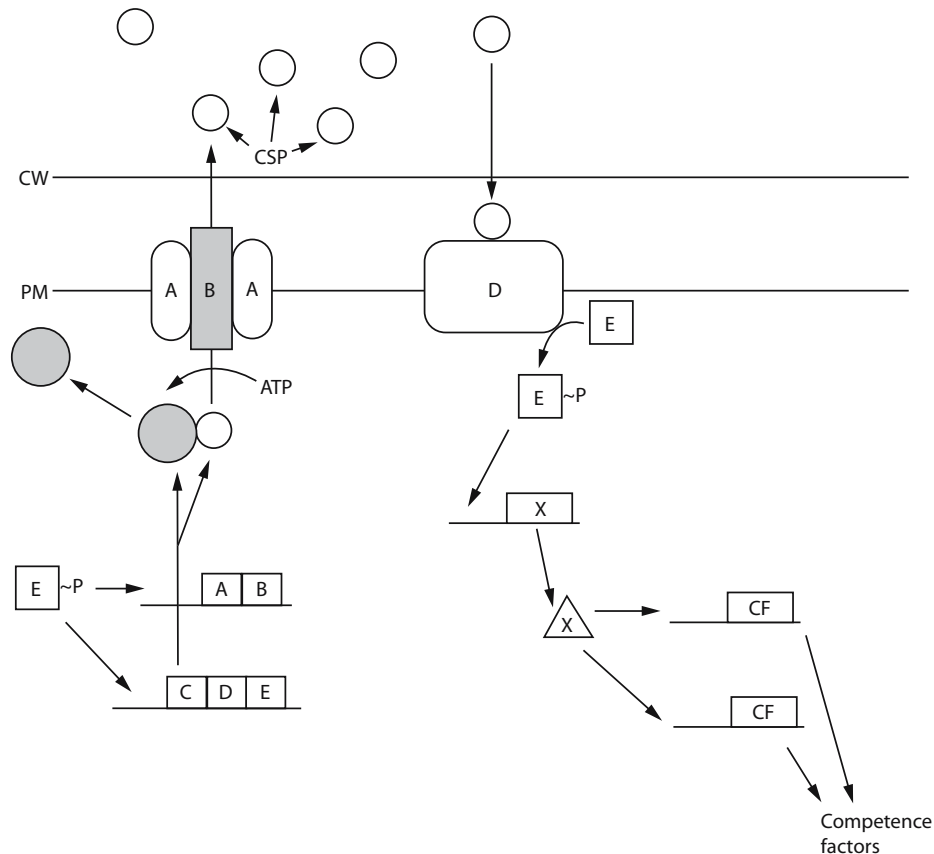 CSP
CW
A B A
D
PM
E
ATP
E ~P
X
E ~P
A B
CF
X
C D E
CF
Competence
factors